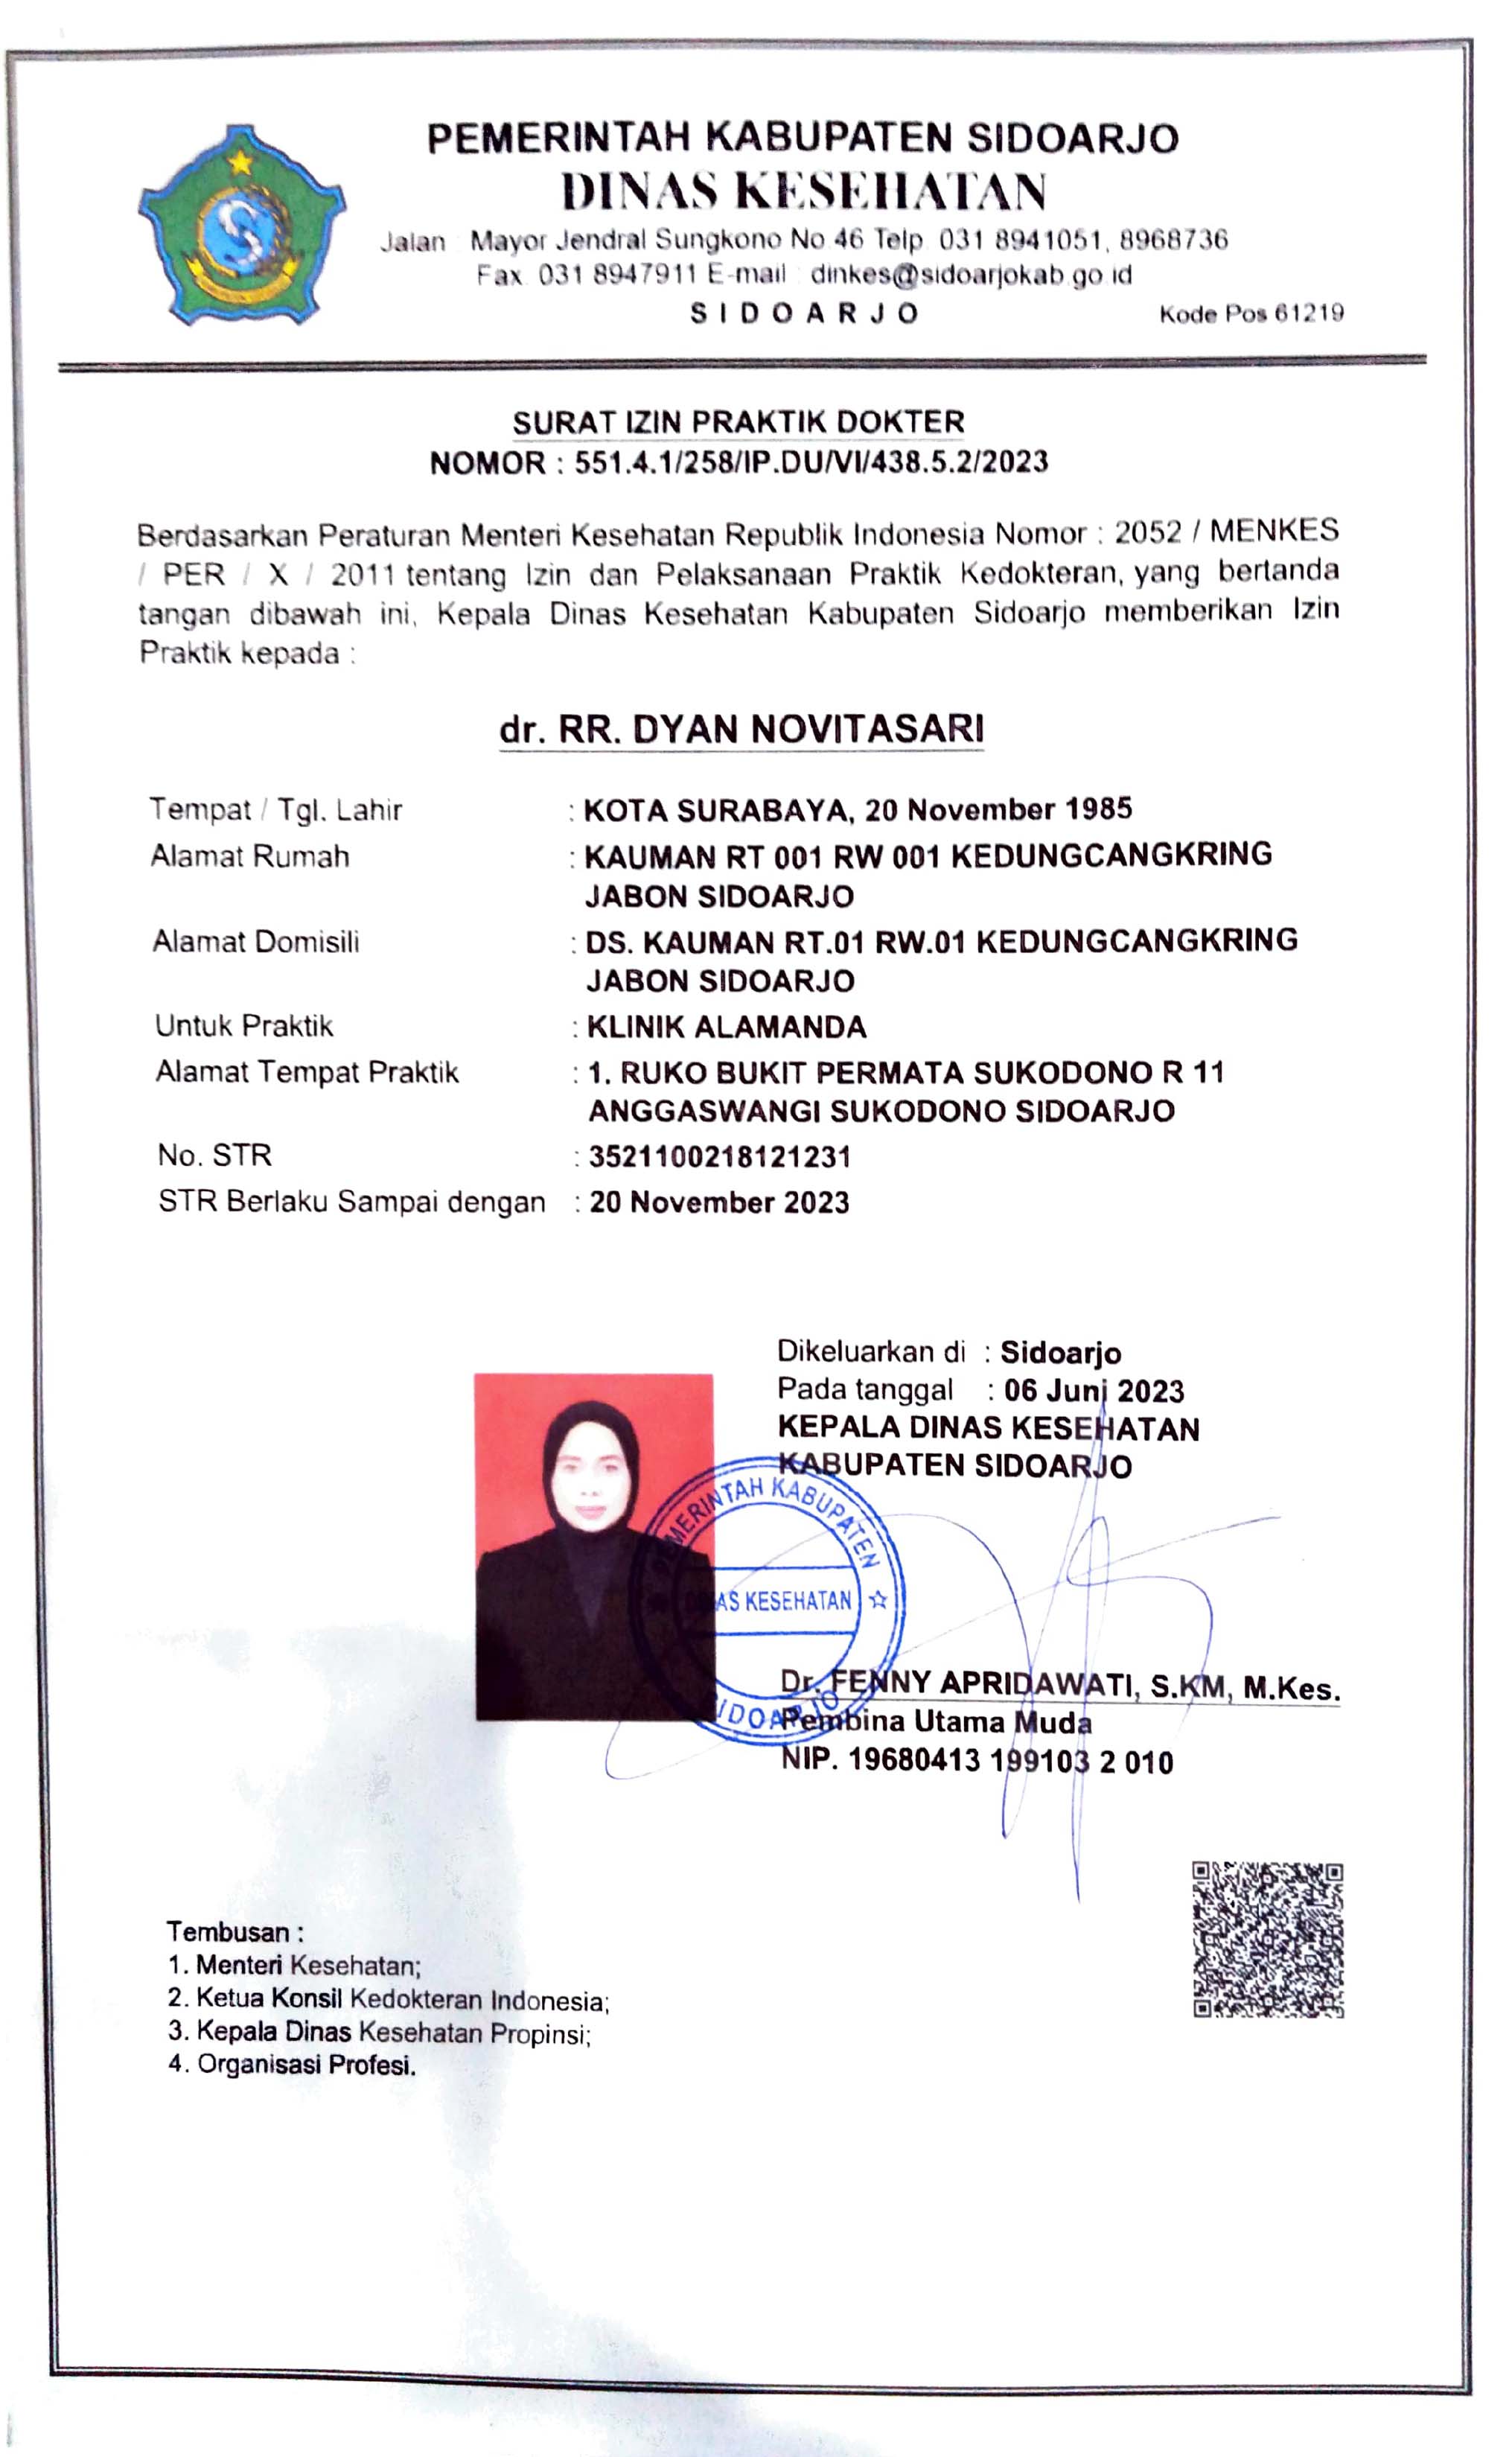 PEMERINTAH KABUPATEN SIDOARJO
DINAS KESEHATAN
Jalan : Mayor Jendral Sungkono No.46 Telp. 031 8941051, 8968736
Fax. 031 8947911 E-mail : dinkes@sidoarjokab.go.id
S I D O A R J O Kode Pos 61219
SURAT IZIN PRAKTIK DOKTER
NOMOR : 551.4.1/258/IP.DU/VI/438.5.2/2023
Berdasarkan Peraturan Menteri Kesehatan Republik Indonesia Nomor : 2052 / MENKES
/ PER / X / 2011 tentang Izin dan Pelaksanaan Praktik Kedokteran, yang bertanda
tangan dibawah ini, Kepala Dinas Kesehatan Kabupaten Sidoarjo memberikan Izin
Praktik kepada :
dr. RR. DYAN NOVITASARI
Tempat / Tgl. Lahir : KOTA SURABAYA, 20 November 1985
Alamat Rumah : KAUMAN RT 001 RW 001 KEDUNGCANGKRING
JABON SIDOARJO
Alamat Domisili : DS. KAUMAN RT.01 RW.01 KEDUNGCANGKRING
JABON SIDOARJO
Untuk Praktik : KLINIK ALAMANDA
Alamat Tempat Praktik : 1. RUKO BUKIT PERMATA SUKODONO R 11
ANGGASWANGI SUKODONO SIDOARJO
No. STR : 3521100218121231
STR Berlaku Sampai dengan : 20 November 2023
Dikeluarkan di : Sidoarjo
Pada tanggal : 06 Juni 2023
KEPALA DINAS KESEHATAN
KABUPATEN SIDOARJO
PEMERINTAH KABUPATEN
DINAS KESEHATAN
SIDOARJO
Dr. FENNY APRIDAWATI, S.KM, M.Kes.
Pembina Utama Muda
NIP. 19680413 199103 2 010
Tembusan :
1. Menteri Kesehatan;
2. Ketua Konsil Kedokteran Indonesia;
3. Kepala Dinas Kesehatan Propinsi;
4. Organisasi Profesi.